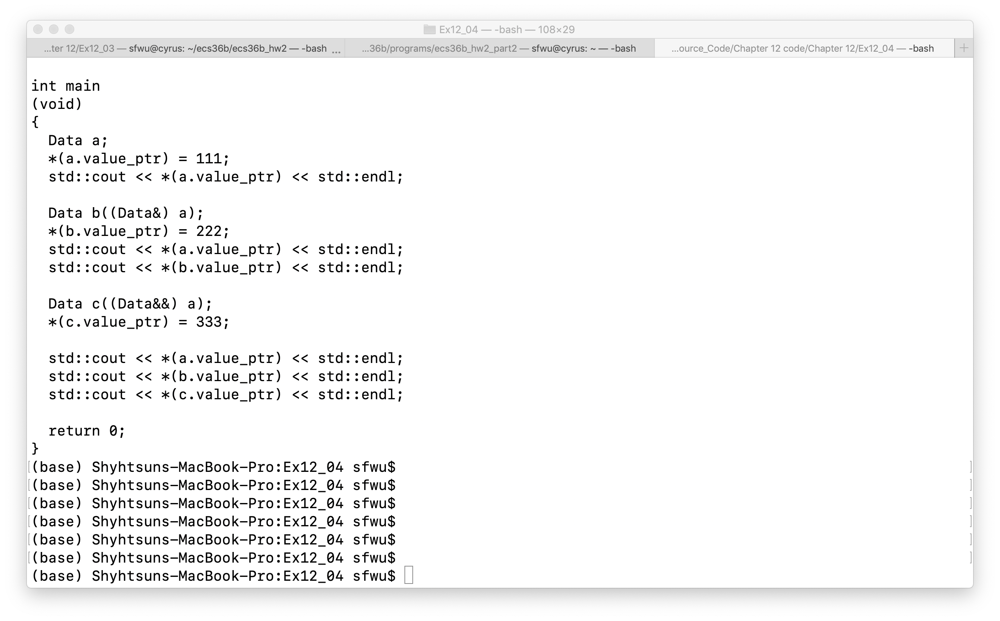 Ex12_04 — -bash — 108×29
...ter 12/Ex12_03 — sfwu@cyrus: ~/ecs36b/ecs36b_hw2 — -bash ...
...36b/programs/ecs36b_hw2_part2 — sfwu@cyrus: ~ — -bash
...ource_Code/Chapter 12 code/Chapter 12/Ex12_04 — -bash
+
int main
(void)
{
  Data a;
  *(a.value_ptr) = 111;
  std::cout << *(a.value_ptr) << std::endl;

  Data b((Data&) a);
  *(b.value_ptr) = 222;
  std::cout << *(a.value_ptr) << std::endl;
  std::cout << *(b.value_ptr) << std::endl;

  Data c((Data&&) a);
  *(c.value_ptr) = 333;

  std::cout << *(a.value_ptr) << std::endl;
  std::cout << *(b.value_ptr) << std::endl;
  std::cout << *(c.value_ptr) << std::endl;

  return 0;
}
[(base) Shyhtsuns-MacBook-Pro:Ex12_04 sfwu$ ]
[(base) Shyhtsuns-MacBook-Pro:Ex12_04 sfwu$ ]
[(base) Shyhtsuns-MacBook-Pro:Ex12_04 sfwu$ ]
[(base) Shyhtsuns-MacBook-Pro:Ex12_04 sfwu$ ]
[(base) Shyhtsuns-MacBook-Pro:Ex12_04 sfwu$ ]
[(base) Shyhtsuns-MacBook-Pro:Ex12_04 sfwu$ ]
(base) Shyhtsuns-MacBook-Pro:Ex12_04 sfwu$